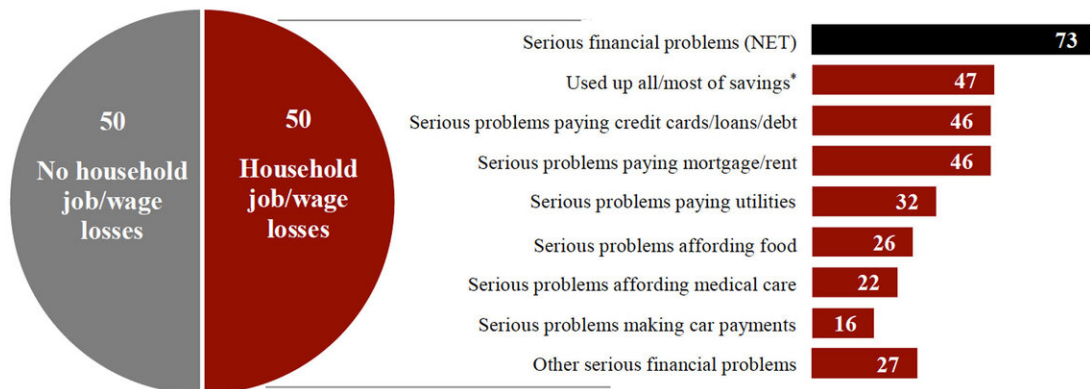 50
No household
job/wage
losses
50
Household
job/wage
losses
Serious financial problems (NET) 73
Used up all/most of savings* 47
Serious problems paying credit cards/loans/debt 46
Serious problems paying mortgage/rent 46
Serious problems paying utilities 32
Serious problems affording food 26
Serious problems affording medical care 22
Serious problems making car payments 16
Other serious financial problems 27